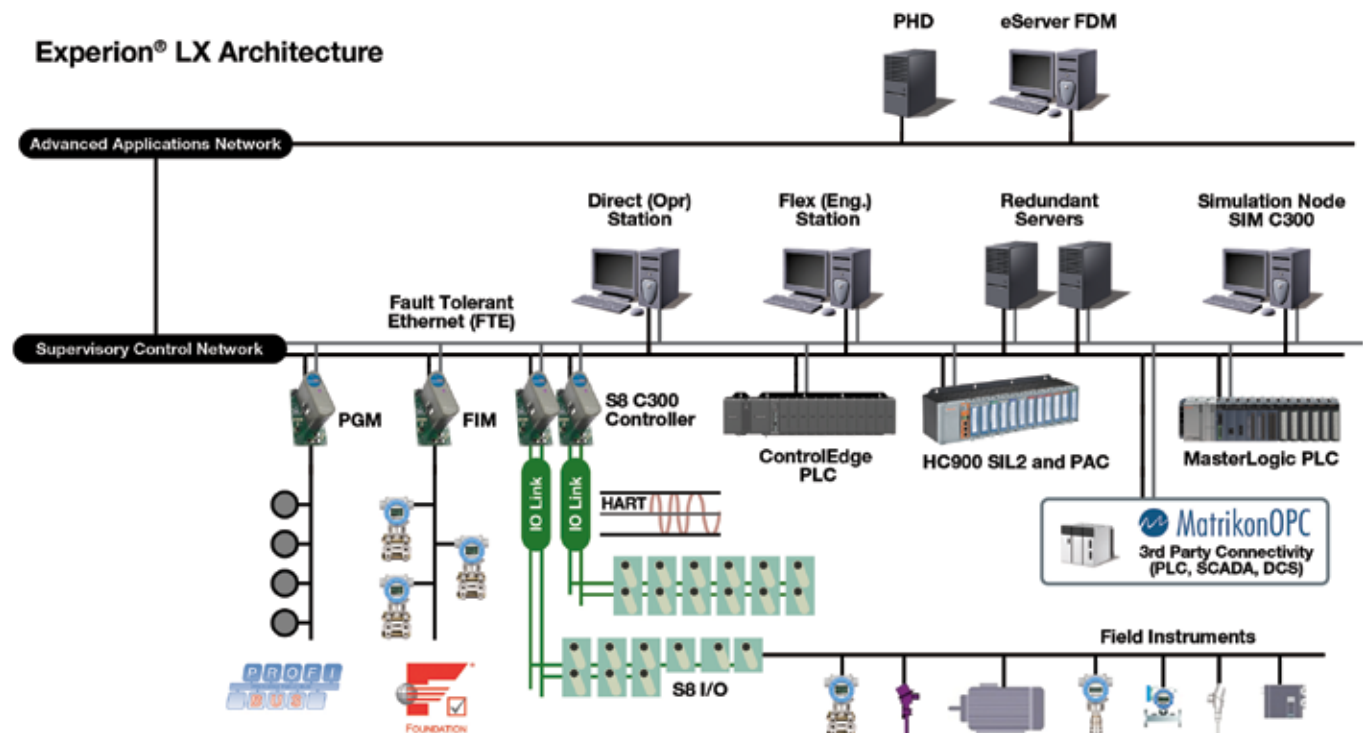 Experion® LX Architecture
PHD
eServer FDM
Advanced Applications Network
Direct (Opr)
Station
Flex (Eng.)
Station
Redundant
Servers
Simulation Node
SIM C300
Fault Tolerant
Ethernet (FTE)
Supervisory Control Network
PGM
FIM
S8 C300
Controller
ControlEdge
PLC
HC900 SIL2 and PAC
MasterLogic PLC
IO Link
IO Link
HART
MatrikonOPC
3rd Party Connectivity
(PLC, SCADA, DCS)
Field Instruments
S8 I/O
PROFI
BUS
FOUNDATION